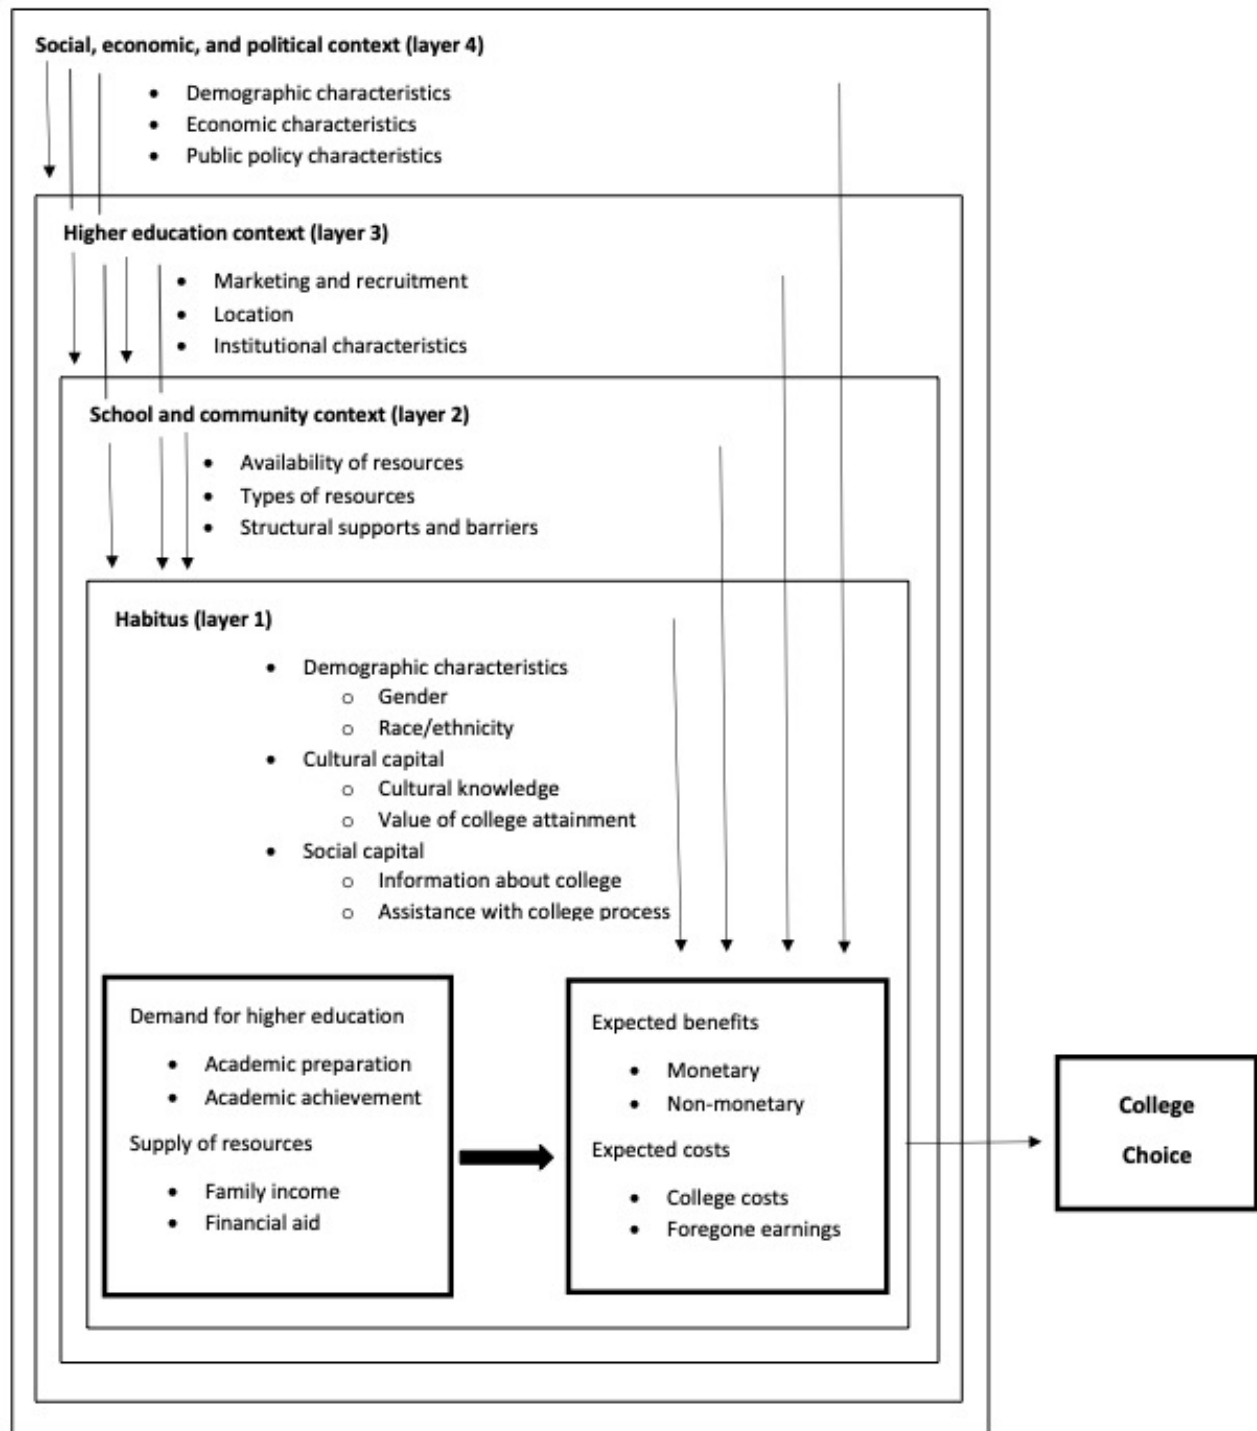 Social, economic, and political context (layer 4)
• Demographic characteristics
• Economic characteristics
• Public policy characteristics
Higher education context (layer 3)
• Marketing and recruitment
• Location
• Institutional characteristics
School and community context (layer 2)
• Availability of resources
• Types of resources
• Structural supports and barriers
Habitus (layer 1)
• Demographic characteristics
o Gender
o Race/ethnicity
• Cultural capital
o Cultural knowledge
o Value of college attainment
• Social capital
o Information about college
o Assistance with college process
Demand for higher education
• Academic preparation
• Academic achievement
Supply of resources
• Family income
• Financial aid
Expected benefits
• Monetary
• Non-monetary
Expected costs
• College costs
• Foregone earnings
College
Choice